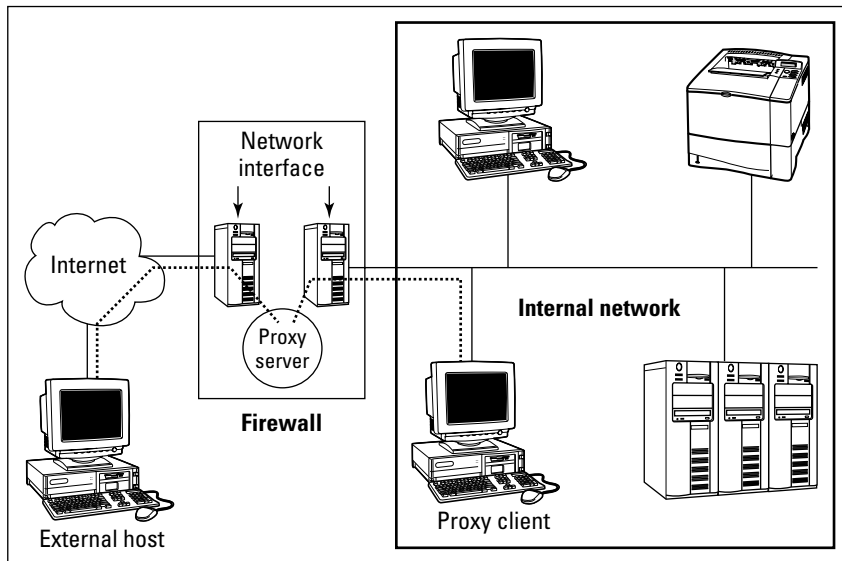 Network
interface
Internet
Proxy
server
Firewall
Internal network
External host
Proxy client